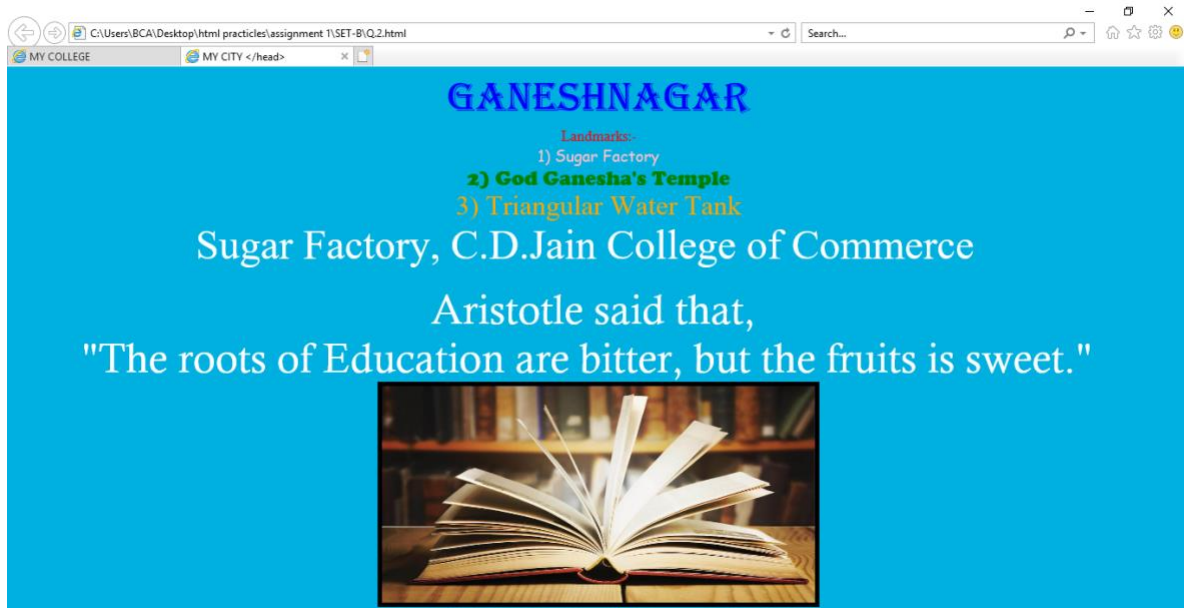 C:\Users\BCA\Desktop\html practicles\assignment 1\SET-B\Q.2.html
Search...
MY COLLEGE
MY CITY </head>
GANESHNAGAR
Landmarks:-
1) Sugar Factory
2) God Ganesha's Temple
3) Triangular Water Tank
Sugar Factory, C.D.Jain College of Commerce
Aristotle said that,
"The roots of Education are bitter, but the fruits is sweet."